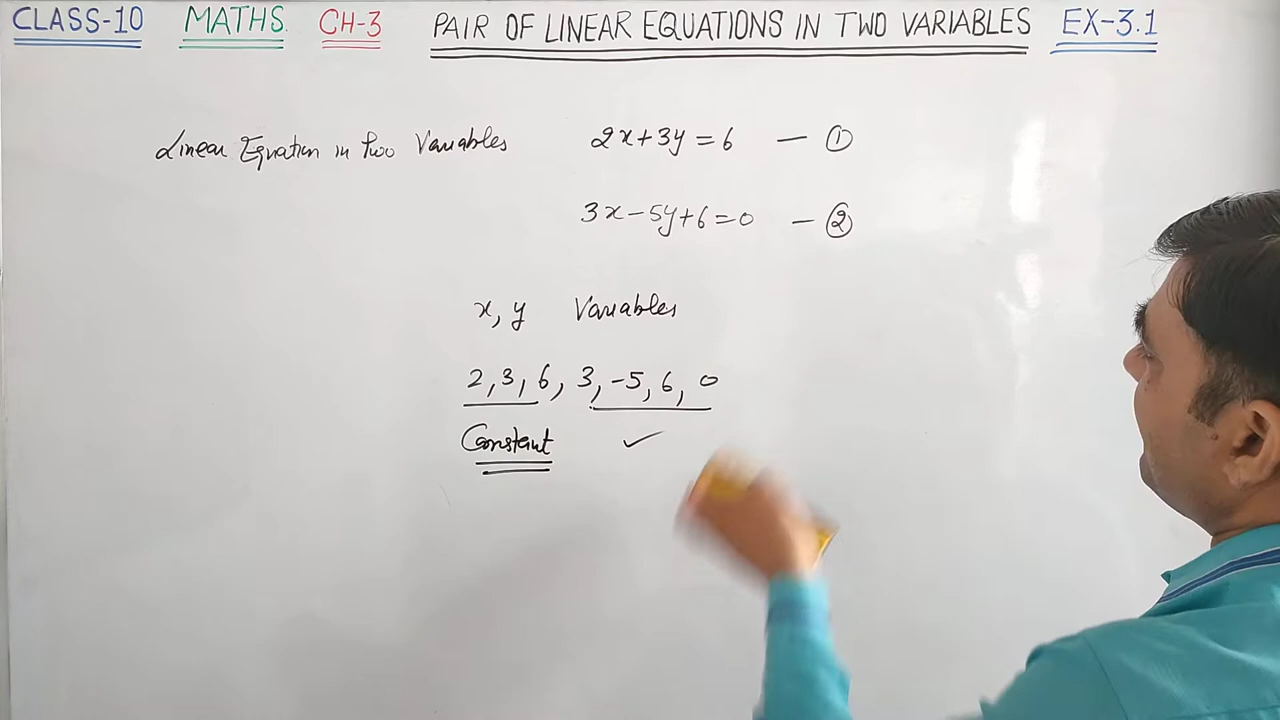 CLASS-10 MATHS. CH-3 PAIR OF LINEAR EQUATIONS IN TWO VARIABLES EX-3.1
Linear Equation in two Variables 2x+3y=6 — ①
3x-5y+6=0 — ②
x, y Variables
2, 3, 6, 3, -5, 6, 0
Constant ✓